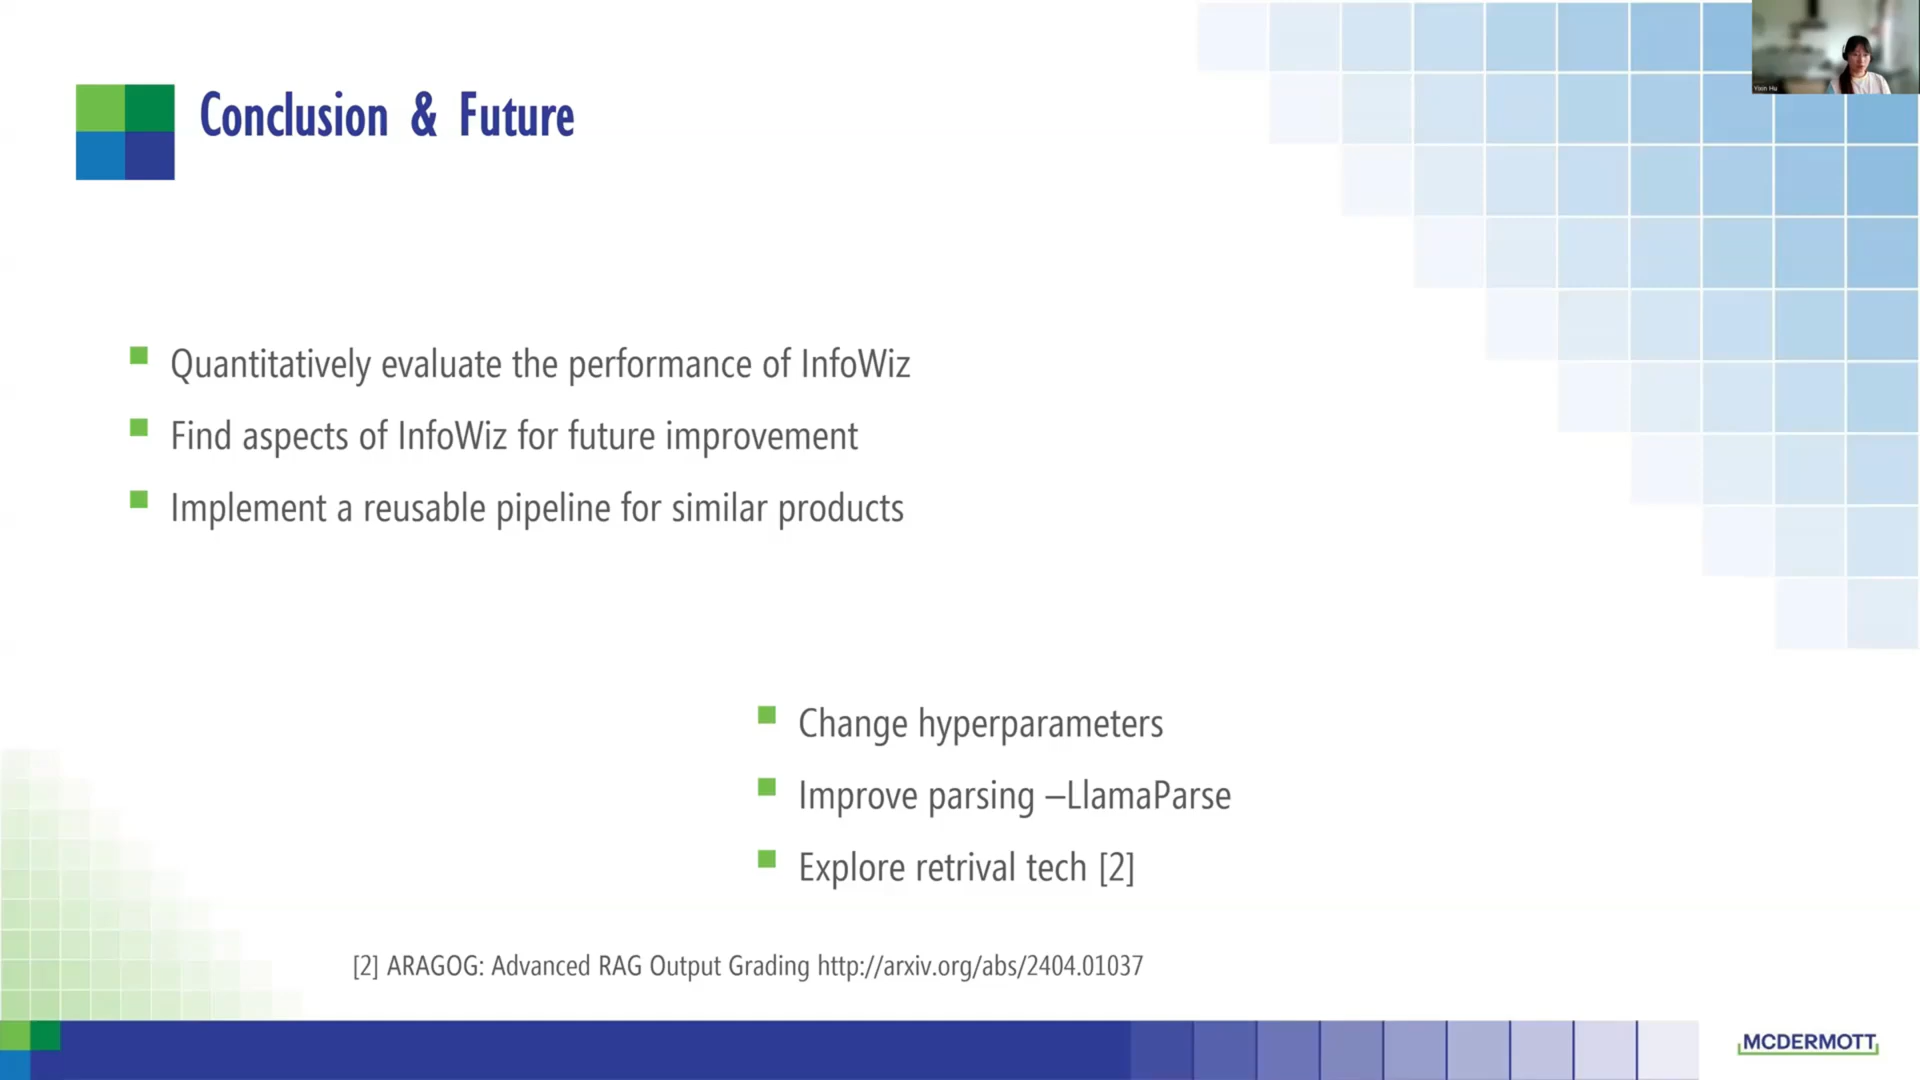 Conclusion & Future
Yixin Hu
Quantitatively evaluate the performance of InfoWiz
Find aspects of InfoWiz for future improvement
Implement a reusable pipeline for similar products
Change hyperparameters
Improve parsing –LlamaParse
Explore retrival tech [2]
[2] ARAGOG: Advanced RAG Output Grading http://arxiv.org/abs/2404.01037
MCDERMOTT